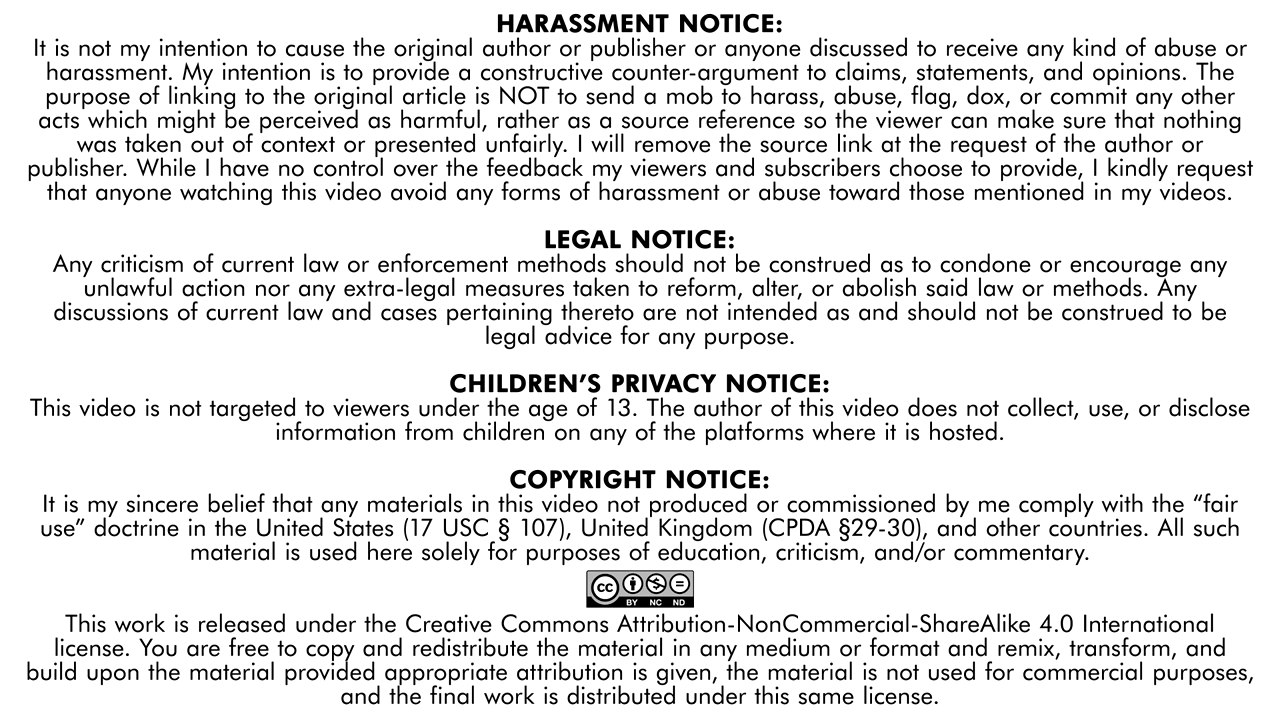 HARASSMENT NOTICE:
It is not my intention to cause the original author or publisher or anyone discussed to receive any kind of abuse or
harassment. My intention is to provide a constructive counter-argument to claims, statements, and opinions. The
purpose of linking to the original article is NOT to send a mob to harass, abuse, flag, dox, or commit any other
acts which might be perceived as harmful, rather as a source reference so the viewer can make sure that nothing
was taken out of context or presented unfairly. I will remove the source link at the request of the author or
publisher. While I have no control over the feedback my viewers and subscribers choose to provide, I kindly request
that anyone watching this video avoid any forms of harassment or abuse toward those mentioned in my videos.
LEGAL NOTICE:
Any criticism of current law or enforcement methods should not be construed as to condone or encourage any
unlawful action nor any extra-legal measures taken to reform, alter, or abolish said law or methods. Any
discussions of current law and cases pertaining thereto are not intended as and should not be construed to be
legal advice for any purpose.
CHILDREN’S PRIVACY NOTICE:
This video is not targeted to viewers under the age of 13. The author of this video does not collect, use, or disclose
information from children on any of the platforms where it is hosted.
COPYRIGHT NOTICE:
It is my sincere belief that any materials in this video not produced or commissioned by me comply with the “fair
use” doctrine in the United States (17 USC § 107), United Kingdom (CPDA §29-30), and other countries. All such
material is used here solely for purposes of education, criticism, and/or commentary.
cc
BY NC ND
This work is released under the Creative Commons Attribution-NonCommercial-ShareAlike 4.0 International
license. You are free to copy and redistribute the material in any medium or format and remix, transform, and
build upon the material provided appropriate attribution is given, the material is not used for commercial purposes,
and the final work is distributed under this same license.